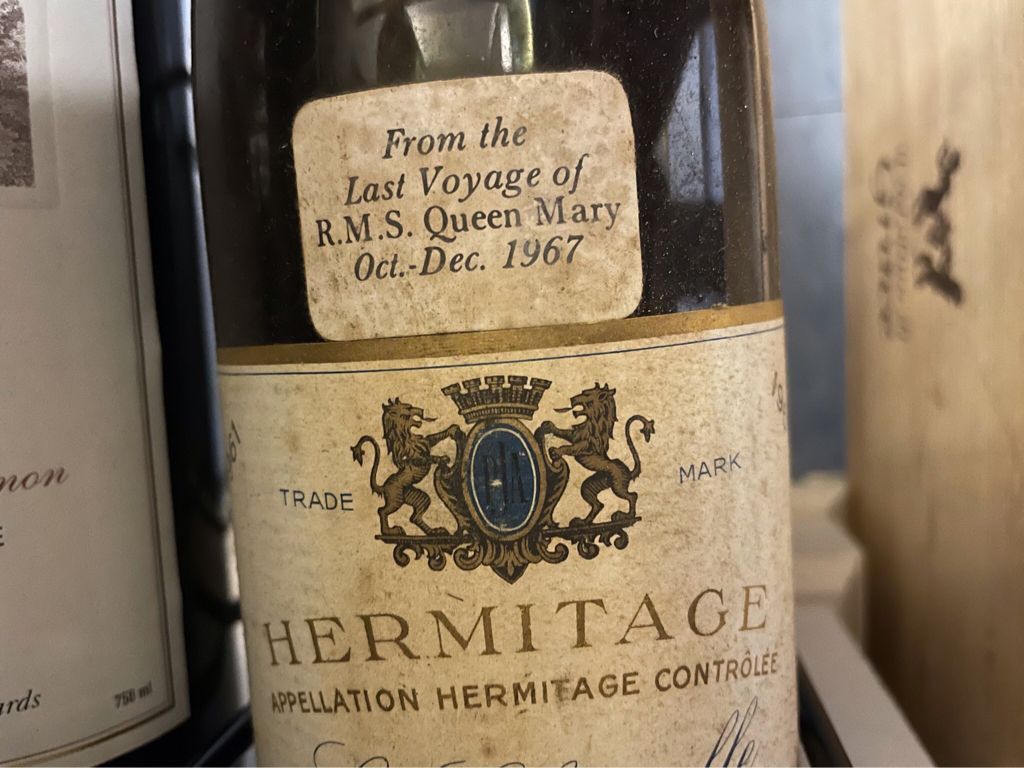 From the
Last Voyage of
R.M.S. Queen Mary
Oct.-Dec. 1967
TRADE MARK
HERMITAGE
APPELLATION HERMITAGE CONTRÔLÉE
750 ml